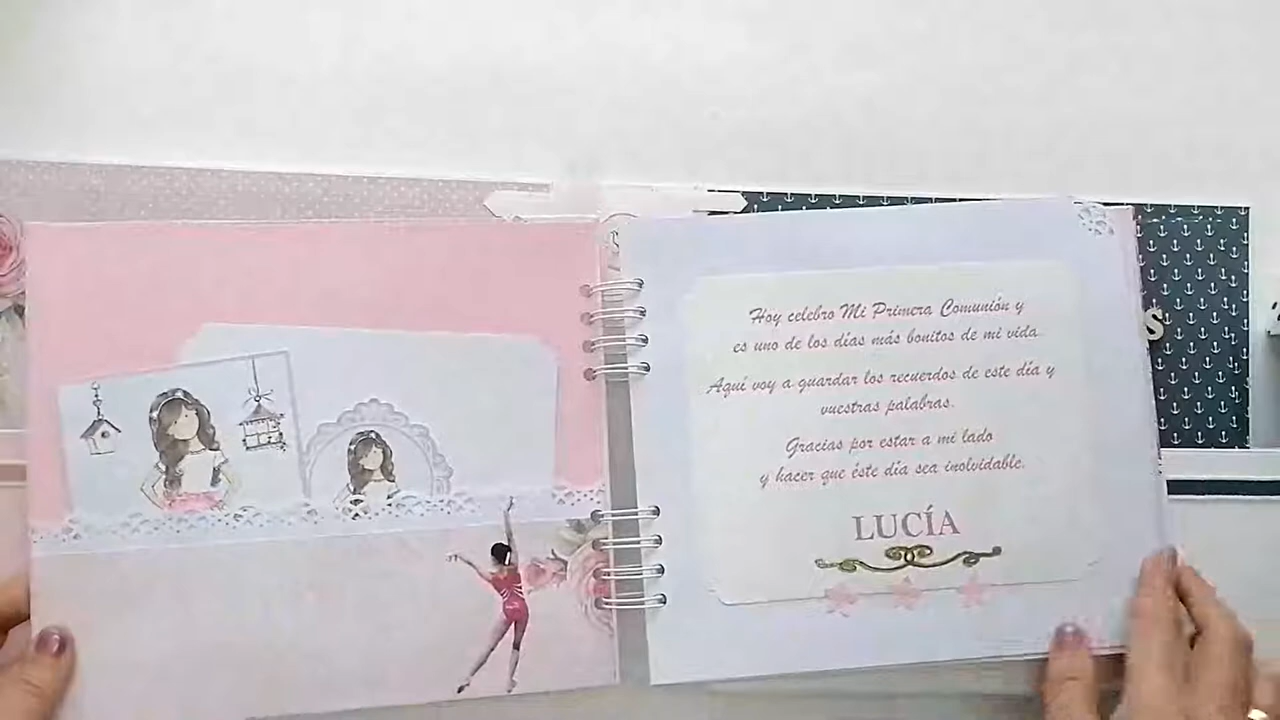 Hoy celebro Mi Primera Comunión y
es uno de los días más bonitos de mi vida.
Aquí voy a guardar los recuerdos de este día y
vuestras palabras.
Gracias por estar a mi lado
y hacer que éste día sea inolvidable.
LUCÍA
S